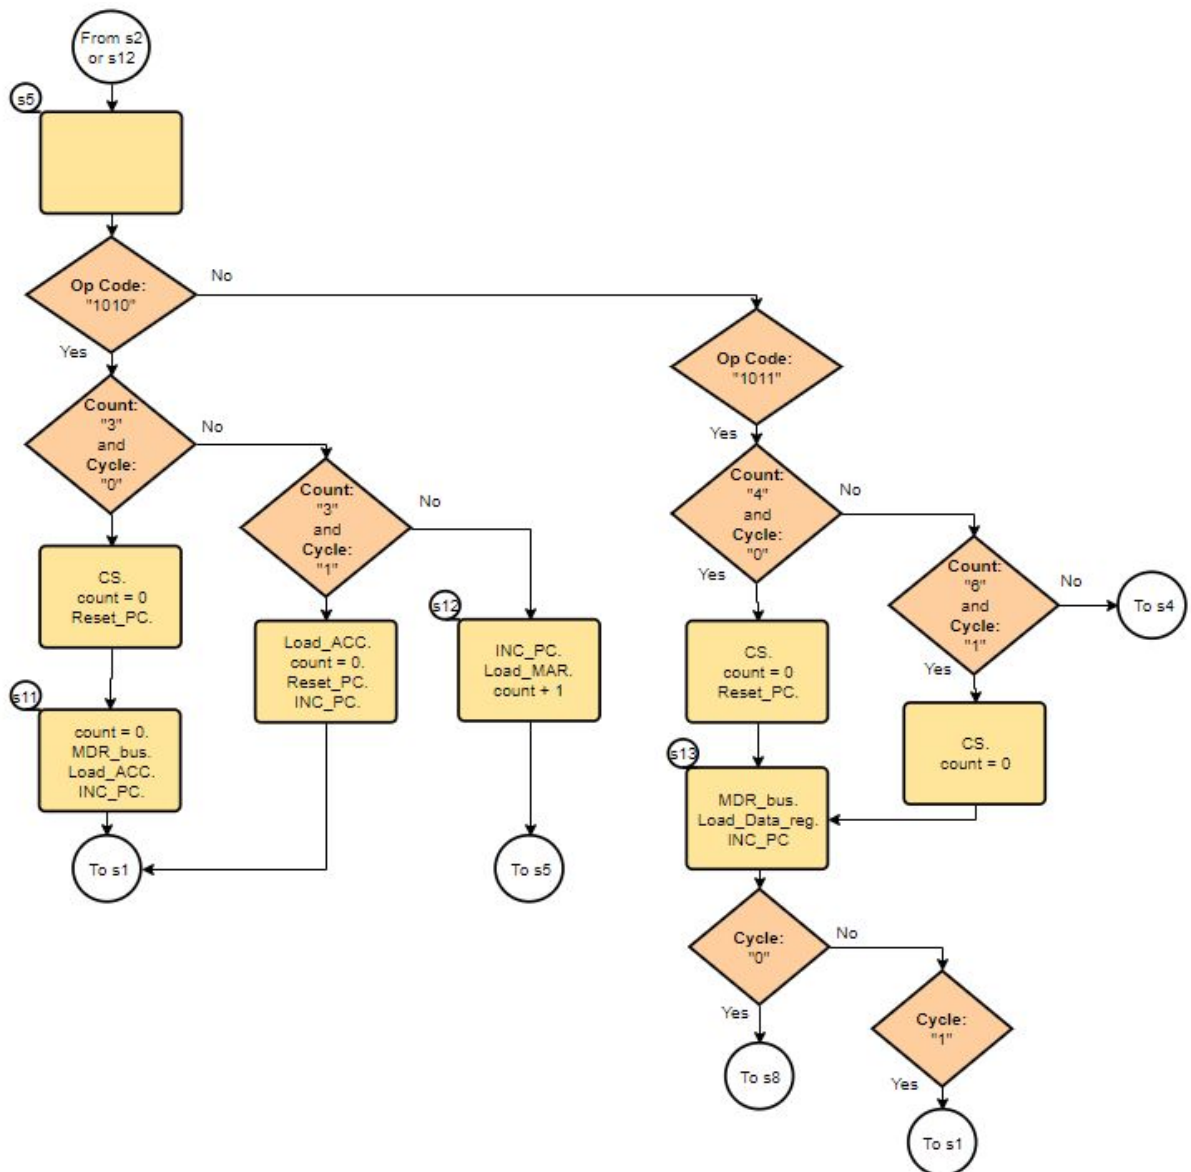 From s2
or s12
s5
Op Code:
"1010"
No
Yes
Op Code:
"1011"
Yes
Count:
"3"
and
Cycle:
"0"
No
Count:
"3"
and
Cycle:
"1"
No
Count:
"4"
and
Cycle:
"0"
No
Yes
Count:
"6"
and
Cycle:
"1"
No
Yes
To s4
CS.
count = 0
Reset_PC.
Load_ACC.
count = 0.
Reset_PC.
INC_PC.
s12
INC_PC.
Load_MAR.
count + 1
CS.
count = 0
Reset_PC.
CS.
count = 0
s11
count = 0.
MDR_bus.
Load_ACC.
INC_PC.
s13
MDR_bus.
Load_Data_reg.
INC_PC
To s1
To s5
Cycle:
"0"
No
Yes
Cycle:
"1"
Yes
To s8
To s1